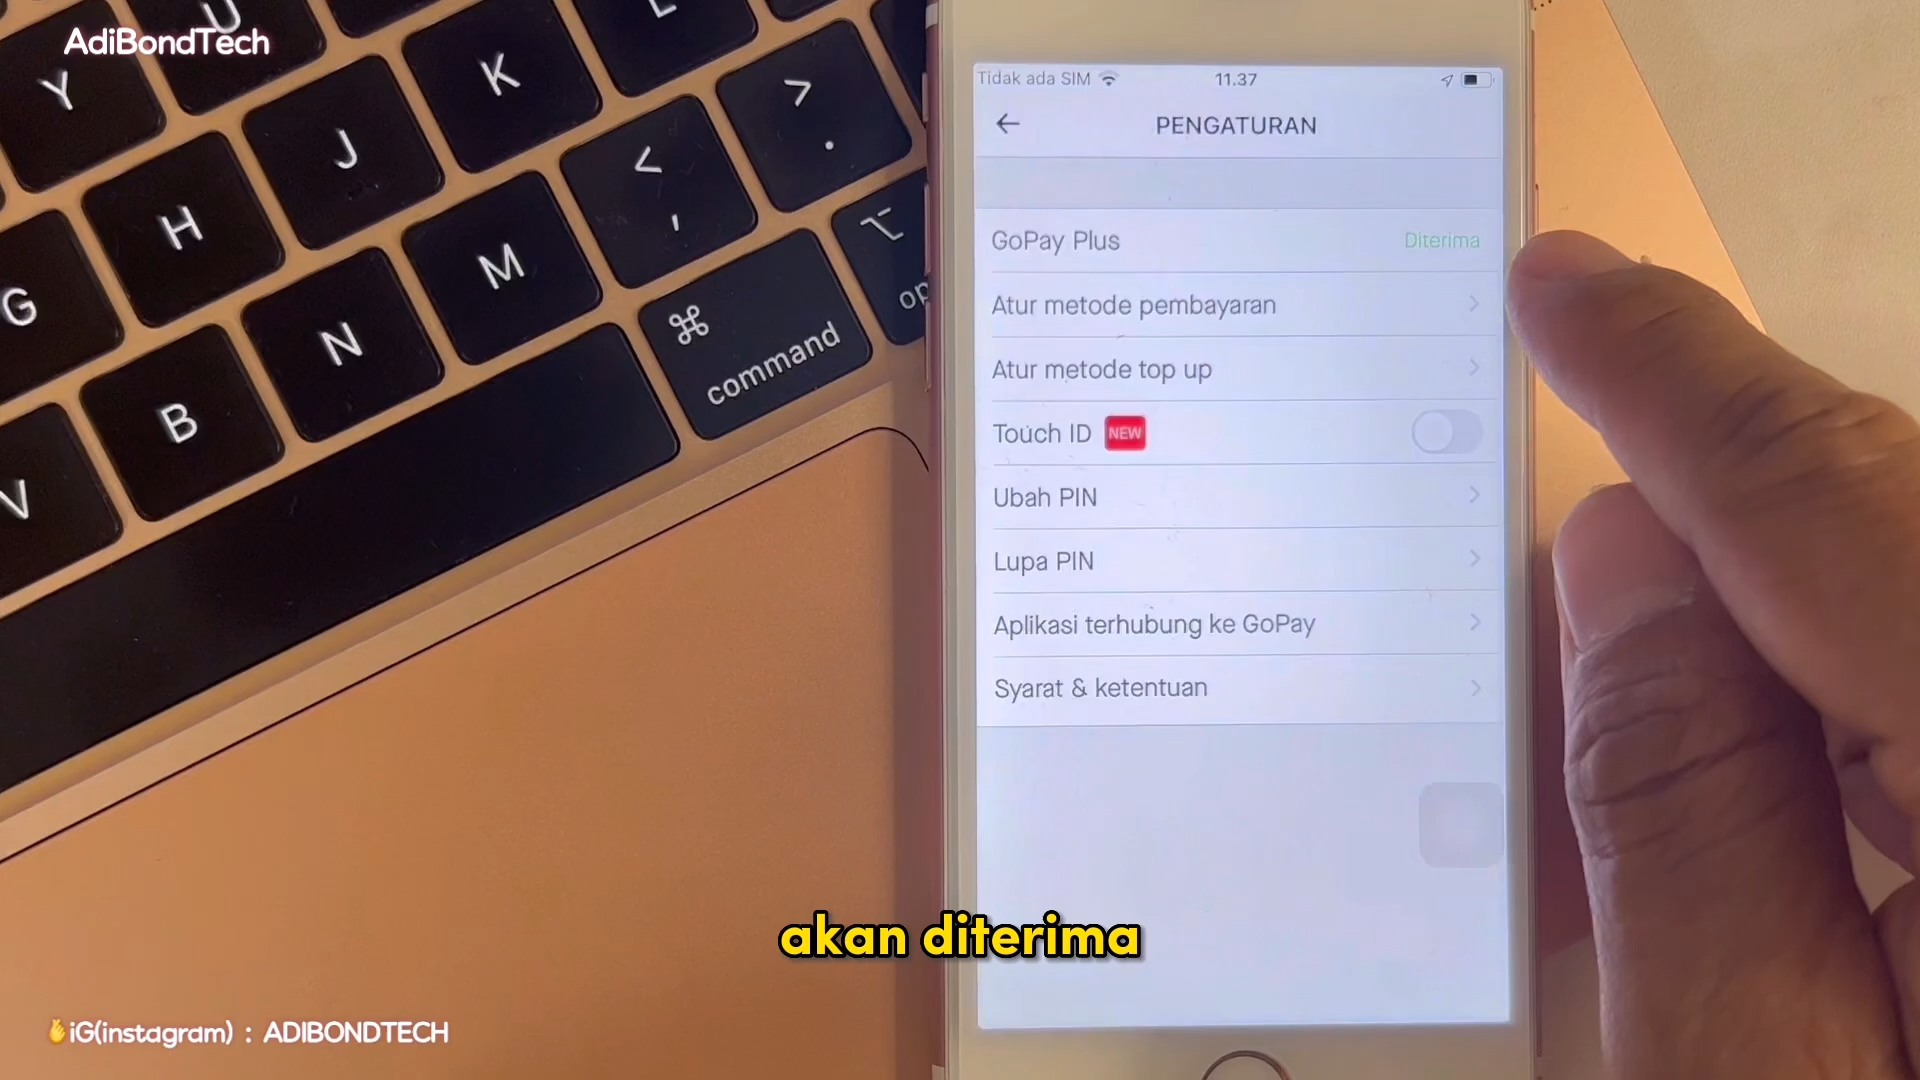 AdiBondTech
U
L
Y
K
>
.
J
<
,
H
M
G
N
⌘
command
⌥
op
B
V
Tidak ada SIM
11.37
PENGATURAN
GoPay Plus
Diterima
Atur metode pembayaran
Atur metode top up
Touch ID NEW
Ubah PIN
Lupa PIN
Aplikasi terhubung ke GoPay
Syarat & ketentuan
akan diterima
iG(instagram) : ADIBONDTECH